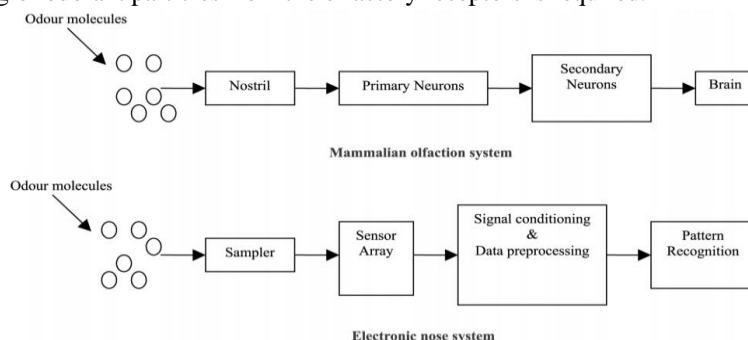 Odour molecules
Nostril
Primary Neurons
Secondary
Neurons
Brain
Mammalian olfaction system
Odour molecules
Sampler
Sensor
Array
Signal conditioning
&
Data preprocessing
Pattern
Recognition
Electronic nose system